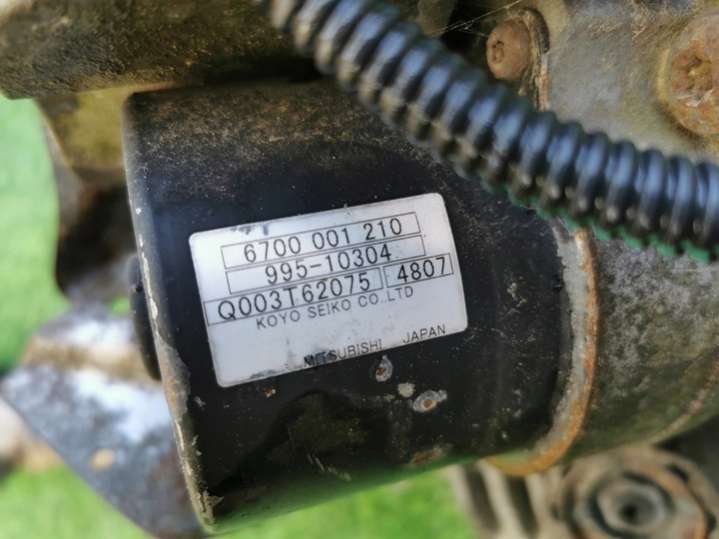 6700 001 210
995-10304
Q003T62075 4807
KOYO SEIKO CO.,LTD
MITSUBISHI JAPAN